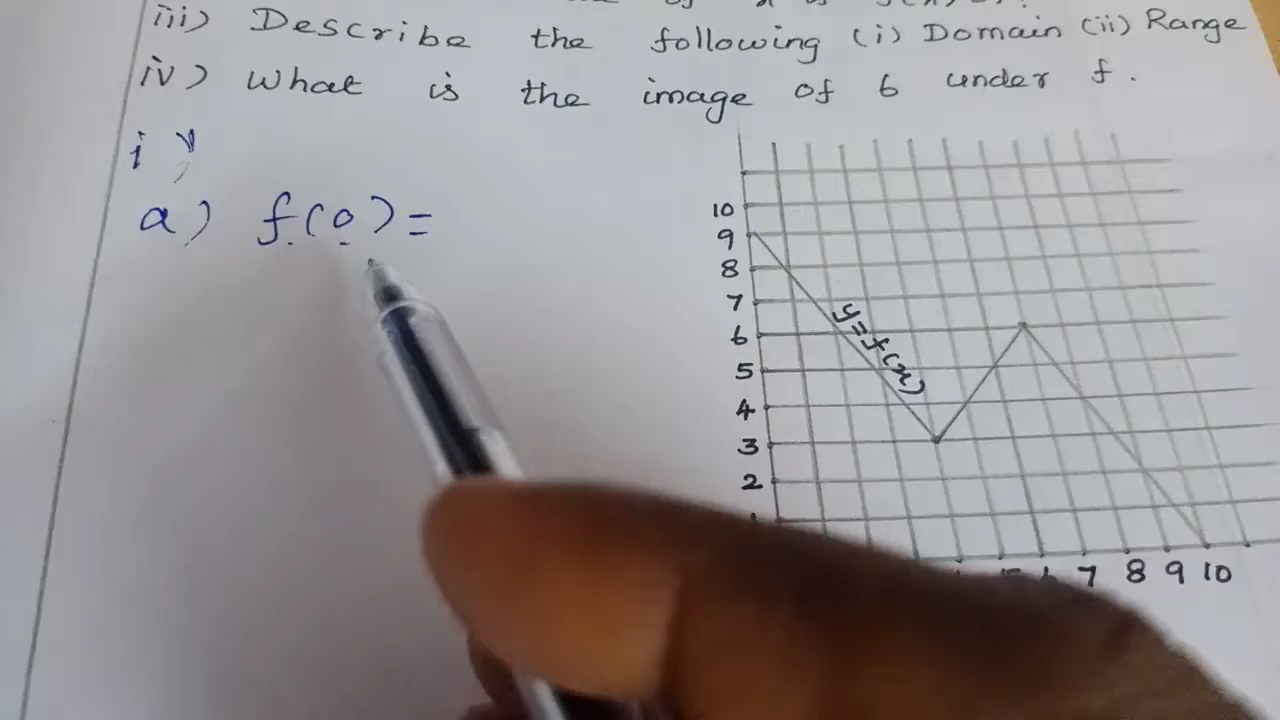 iii) Describe the following (i) Domain (ii) Range
iv) What is the image of 6 under f.
i)
a) f(0) =
10
9
8
7
6
5
4
3
2
y=f(x)
7 8 9 10